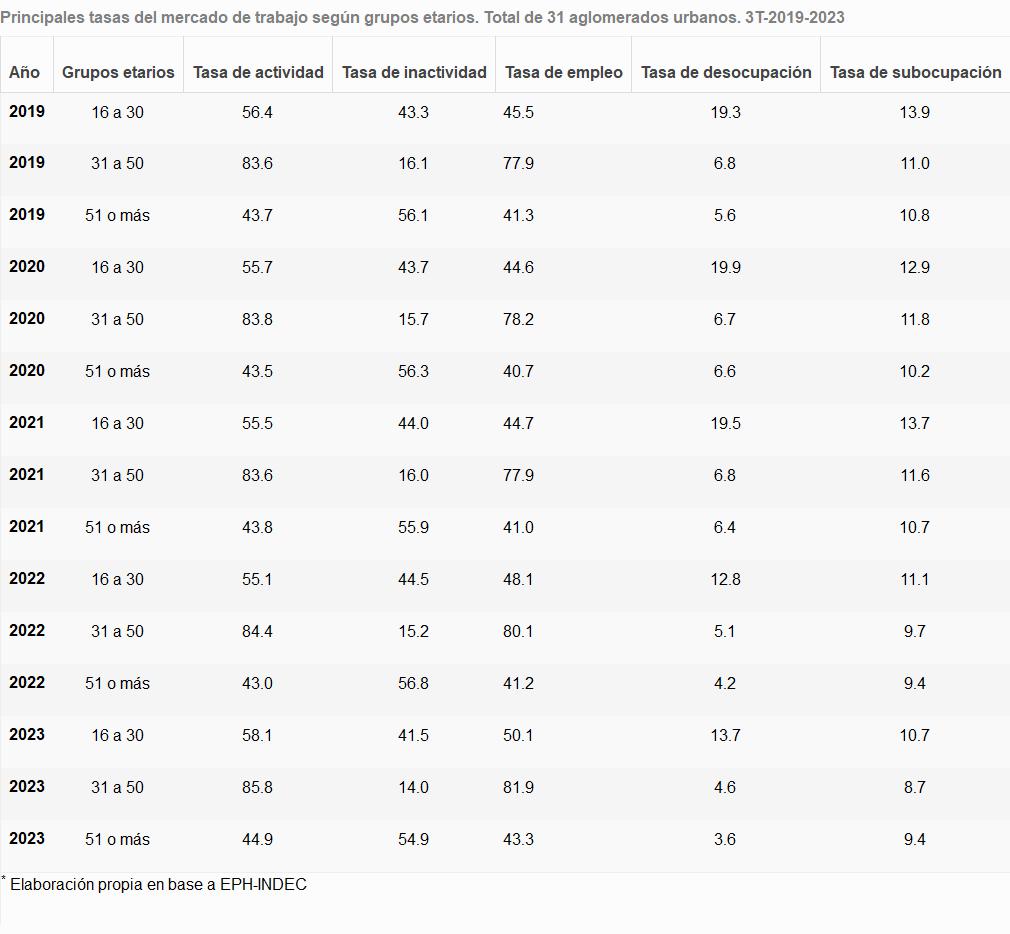 Principales tasas del mercado de trabajo según grupos etarios. Total de 31 aglomerados urbanos. 3T-2019-2023
Año Grupos etarios Tasa de actividad Tasa de inactividad Tasa de empleo Tasa de desocupación Tasa de subocupación
2019 16 a 30 56.4 43.3 45.5 19.3 13.9
2019 31 a 50 83.6 16.1 77.9 6.8 11.0
2019 51 o más 43.7 56.1 41.3 5.6 10.8
2020 16 a 30 55.7 43.7 44.6 19.9 12.9
2020 31 a 50 83.8 15.7 78.2 6.7 11.8
2020 51 o más 43.5 56.3 40.7 6.6 10.2
2021 16 a 30 55.5 44.0 44.7 19.5 13.7
2021 31 a 50 83.6 16.0 77.9 6.8 11.6
2021 51 o más 43.8 55.9 41.0 6.4 10.7
2022 16 a 30 55.1 44.5 48.1 12.8 11.1
2022 31 a 50 84.4 15.2 80.1 5.1 9.7
2022 51 o más 43.0 56.8 41.2 4.2 9.4
2023 16 a 30 58.1 41.5 50.1 13.7 10.7
2023 31 a 50 85.8 14.0 81.9 4.6 8.7
2023 51 o más 44.9 54.9 43.3 3.6 9.4
* Elaboración propia en base a EPH-INDEC